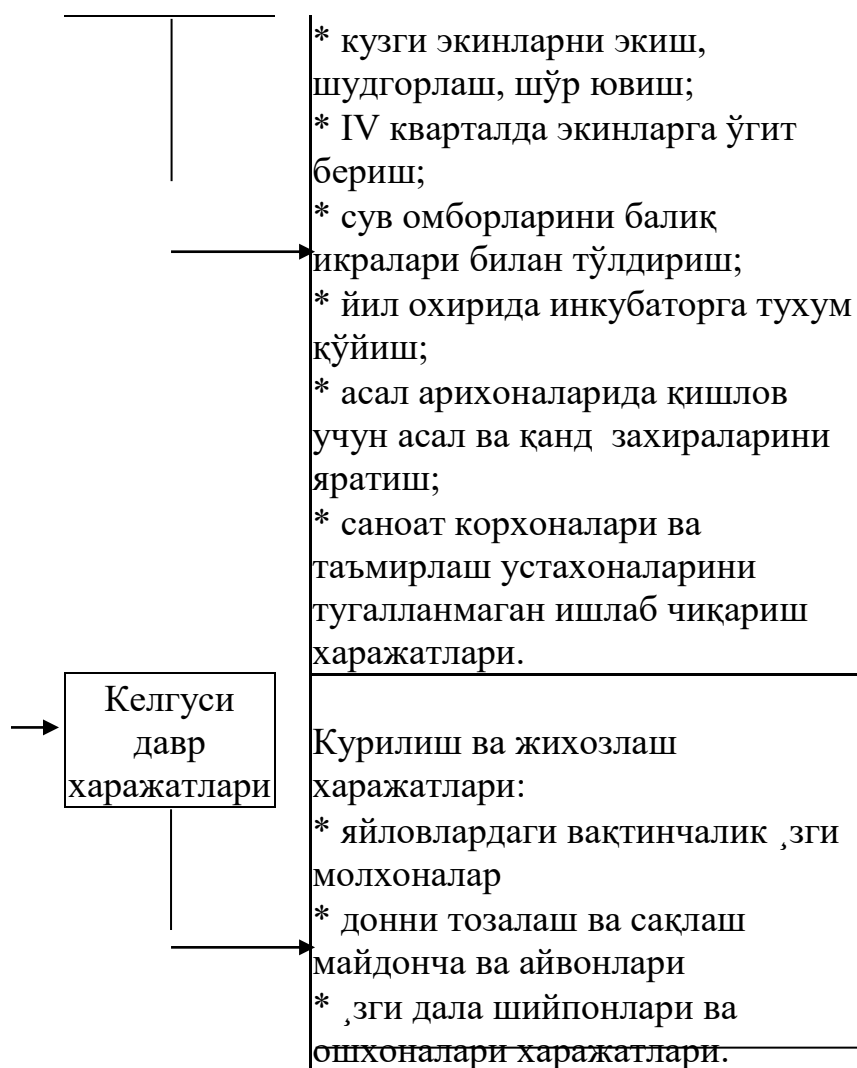 * кузги экинларни экиш,
шудгорлаш, шўр ювиш;
* IV кварталда экинларга ўгит
бериш;
* сув омборларини балиқ
икралари билан тўлдириш;
* йил охирида инкубаторга тухум
қўйиш;
* асал арихоналарида қишлов
учун асал ва қанд захираларини
яратиш;
* саноат корхоналари ва
таъмирлаш устахоналарини
тугалланмаган ишлаб чиқариш
харажатлари.
Келгуси
давр
харажатлари
Курилиш ва жихозлаш
харажатлари:
* яйловлардаги вақтинчалик ¸зги
молхоналар
* донни тозалаш ва сақлаш
майдонча ва айвонлари
* ¸зги дала шийпонлари ва
ошхоналари харажатлари.